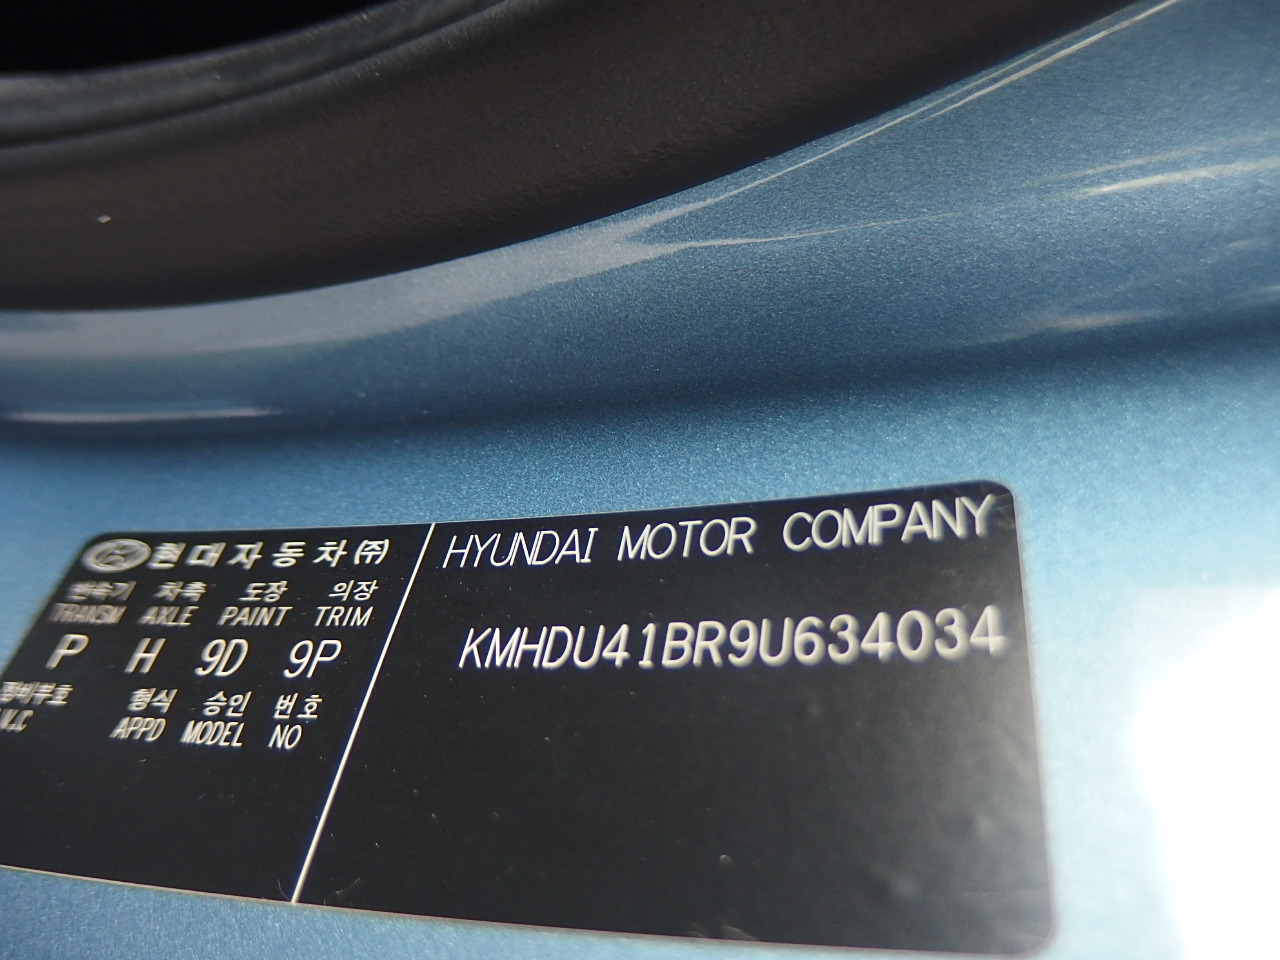 현대자동차㈜
변속기 차축 도장 의장
TRANSM AXLE PAINT TRIM
P H 9D 9P
형식 승인 번호
APPD MODEL NO
HYUNDAI MOTOR COMPANY
KMHDU41BR9U634034